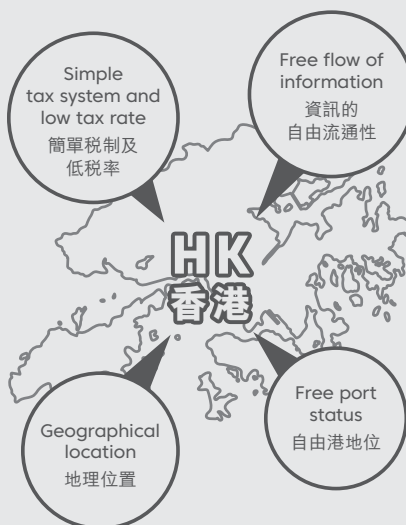 Simple
tax system and
low tax rate
簡單税制及
低税率
Free flow of
information
資訊的
自由流通性
HK
香港
Geographical
location
地理位置
Free port
status
自由港地位